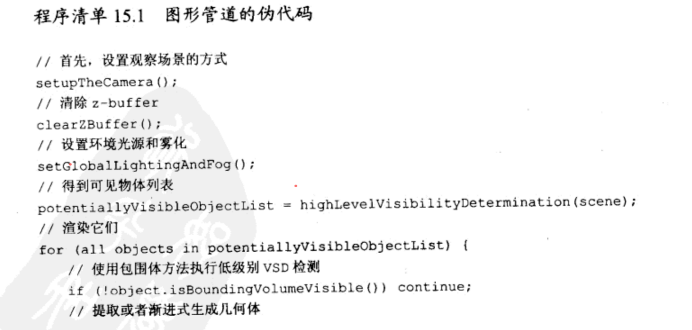 程序清单 15.1 图形管道的伪代码
// 首先，设置观察场景的方式
setupTheCamera();
// 清除 z-buffer
clearZBuffer();
// 设置环境光源和雾化
setGlobalLightingAndFog();
// 得到可见物体列表
potentiallyVisibleObjectList = highLevelVisibilityDetermination(scene);
// 渲染它们
for (all objects in potentiallyVisibleObjectList) {
// 使用包围体方法执行低级别 VSD 检测
if (!object.isBoundingVolumeVisible()) continue;
// 提取或者渐进式生成几何体